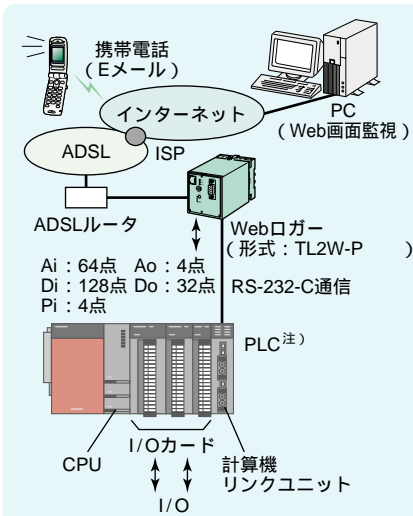 携帯電話
（Eメール）
インターネット
PC
（Web画面監視）
ADSL
ISP
ADSLルータ
Webロガー
（形式：TL2W-P　　）
Ai：64点 Ao：4点
Di：128点 Do：32点
Pi：4点
RS-232-C通信
PLC注）
I/Oカード
CPU
計算機
リンクユニット
I/O